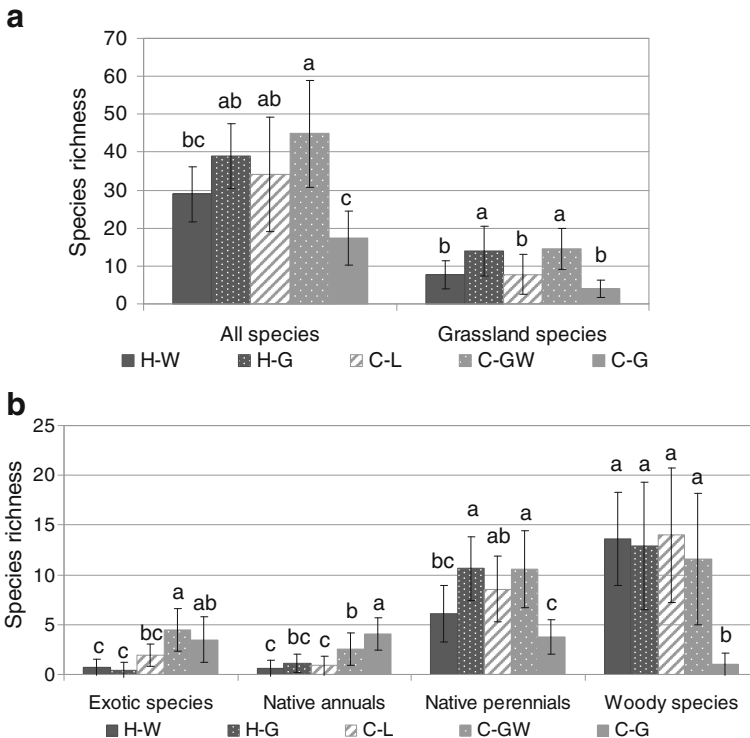 a
70
60
50
40
30
20
10
0
Species richness
bc ab ab a c
b a b a b
All species Grassland species
H-W H-G C-L C-GW C-G
b
25
20
15
10
5
0
Species richness
c c bc a ab
c bc c b a
bc a ab a c
a a a a b
Exotic species Native annuals Native perennials Woody species
H-W H-G C-L C-GW C-G